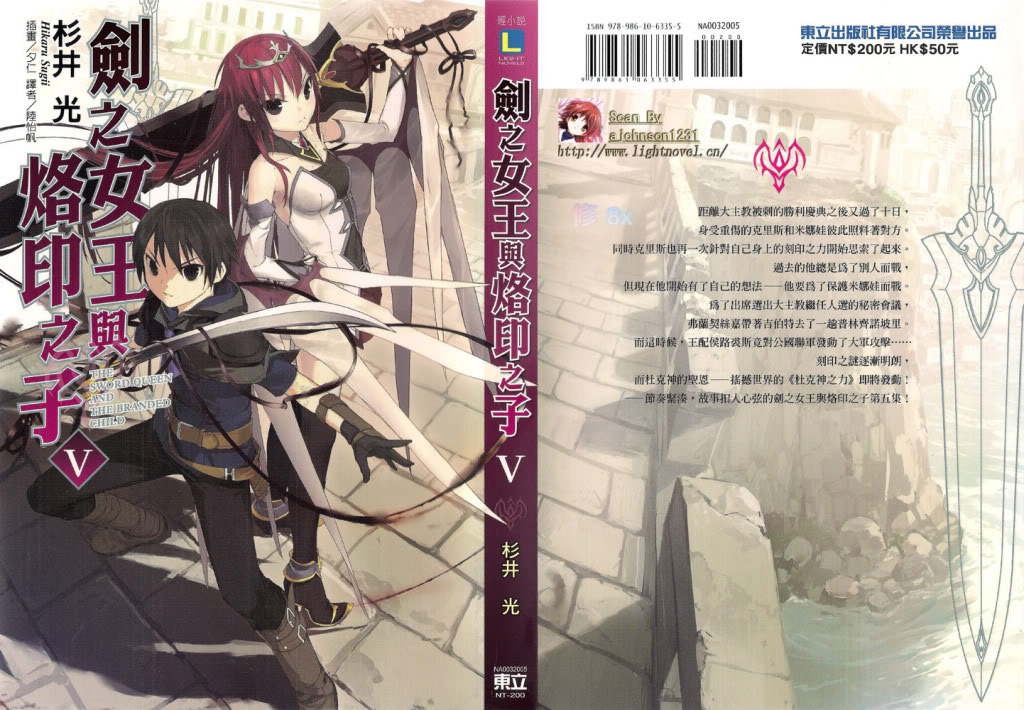 劍之女王與
烙印之子
V
THE
SWORD QUEEN
AND
THE BRANDED
CHILD
杉井 光
Hikaru Sugii
插畫／夕仁 譯者／陸怡帆
輕小說
L
LIGHT
NOVELS
劍之女王與烙印之子
V
杉井 光
NA0032005
東立
NT-200
ISBN 978-986-10-6335-5
9 789861 063355
NA0032005
00200
東立出版社有限公司榮譽出品
定價NT$200元 HK$50元
Scan By
ajohnson1231
http://www.lightnovel.cn/
修 Bx
距離大主教被刺的勝利慶典之後又過了十日，
身受重傷的克里斯和米娜娃彼此照料著對方。
同時克里斯也再一次針對自己身上的刻印之力開始思索了起來。
過去的他總是為了別人而戰，
但現在他開始有了自己的想法──他要為了保護米娜娃而戰。
為了出席選出大主教繼任人選的秘密會議，
弗蘭契絲嘉帶著吉伯特去了一趟普林齊諾坡里。
而這時候，王配侯路裘斯竟對公國聯軍發動了大軍攻擊……
刻印之謎逐漸明朗，
而杜克神的聖恩──搖撼世界的《杜克神之力》即將發動！
──節奏緊湊，故事扣人心弦的劍之女王與烙印之子第五集！